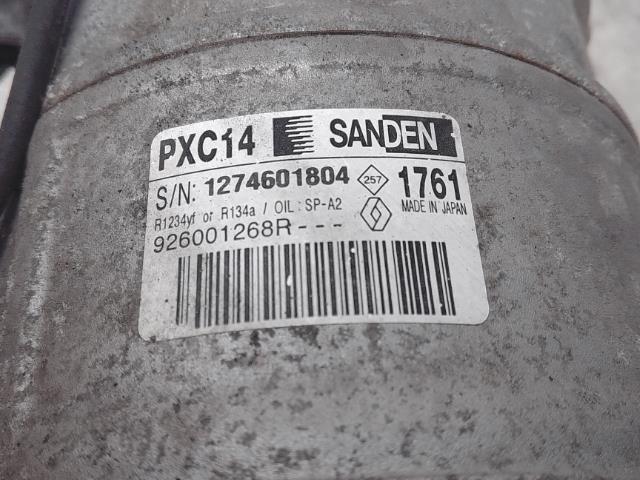 PXC14 SANDEN
S/N: 1274601804 257 1761
R1234yf or R134a / OIL : SP-A2 MADE IN JAPAN
926001268R---